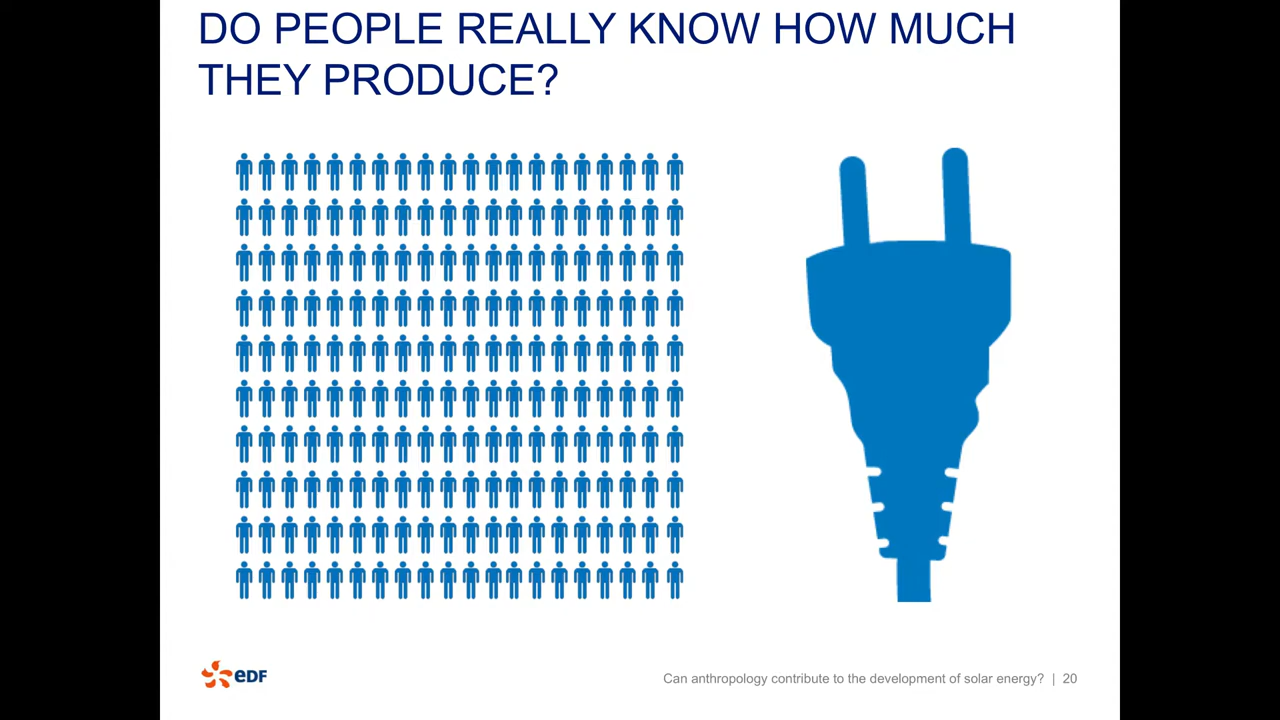 DO PEOPLE REALLY KNOW HOW MUCH
THEY PRODUCE?
eDF
Can anthropology contribute to the development of solar energy? | 20